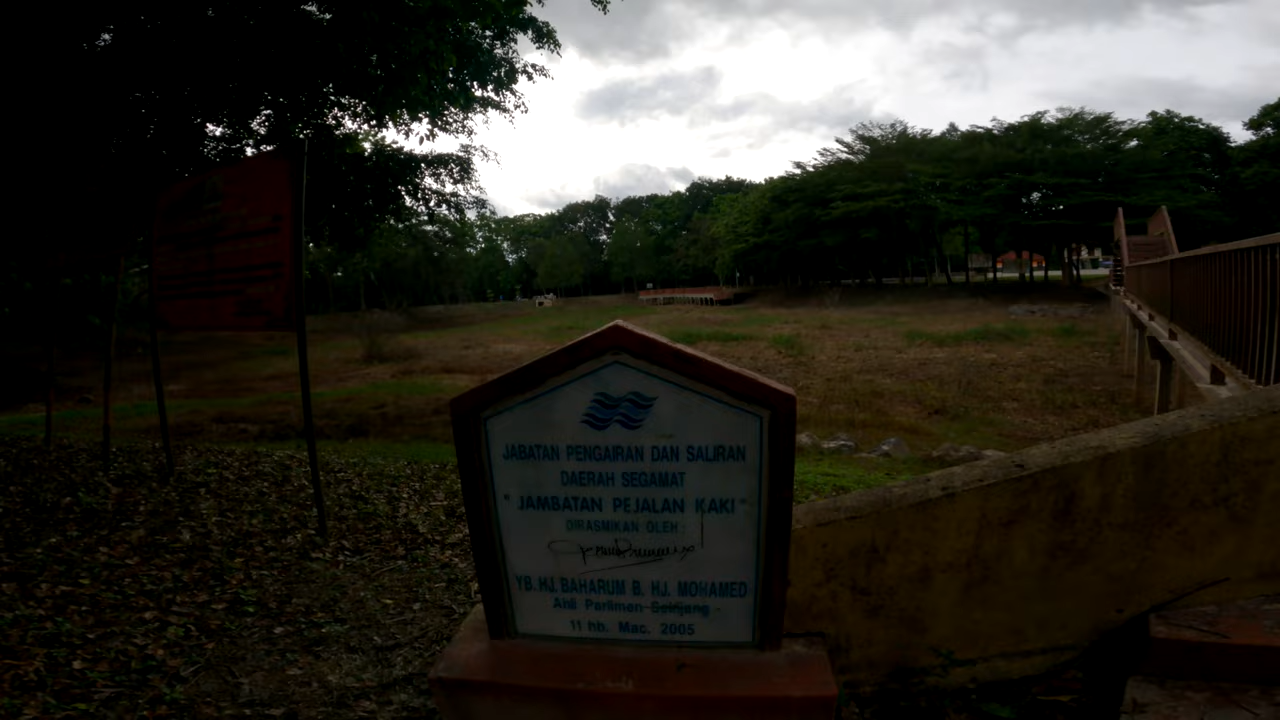 JABATAN PENGAIRAN DAN SALIRAN
DAERAH SEGAMAT
" JAMBATAN PEJALAN KAKI "
DIRASMIKAN OLEH
YB. HJ. BAHARUM B. HJ. MOHAMED
Ahli Parlimen Sekijang
11 hb. Mac. 2005